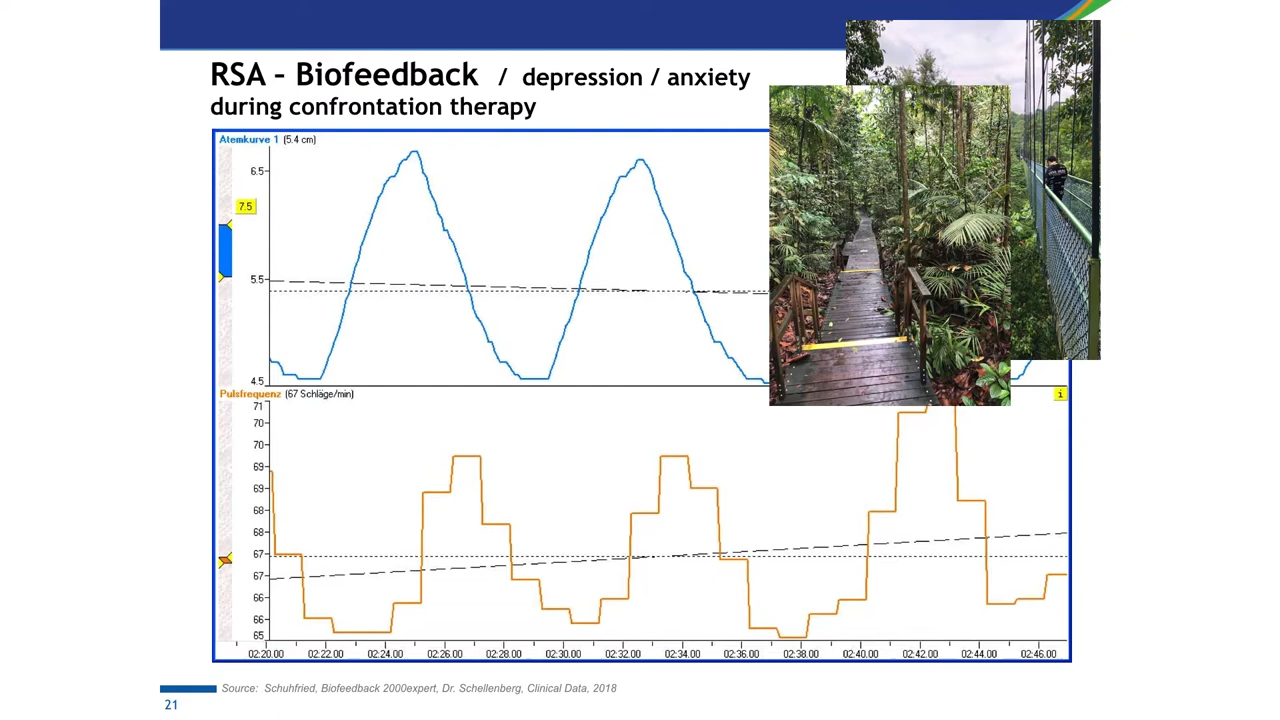 RSA – Biofeedback / depression / anxiety
during confrontation therapy
Atemkurve 1 (5.4 cm)
6.5
7.5
5.5
4.5
Pulsfrequenz (67 Schläge/min)
i
71
70
70
69
69
68
68
67
67
66
66
65
02:20.00 02:22.00 02:24.00 02:26.00 02:28.00 02:30.00 02:32.00 02:34.00 02:36.00 02:38.00 02:40.00 02:42.00 02:44.00 02:46.00
Source: Schuhfried, Biofeedback 2000expert, Dr. Schellenberg, Clinical Data, 2018
21